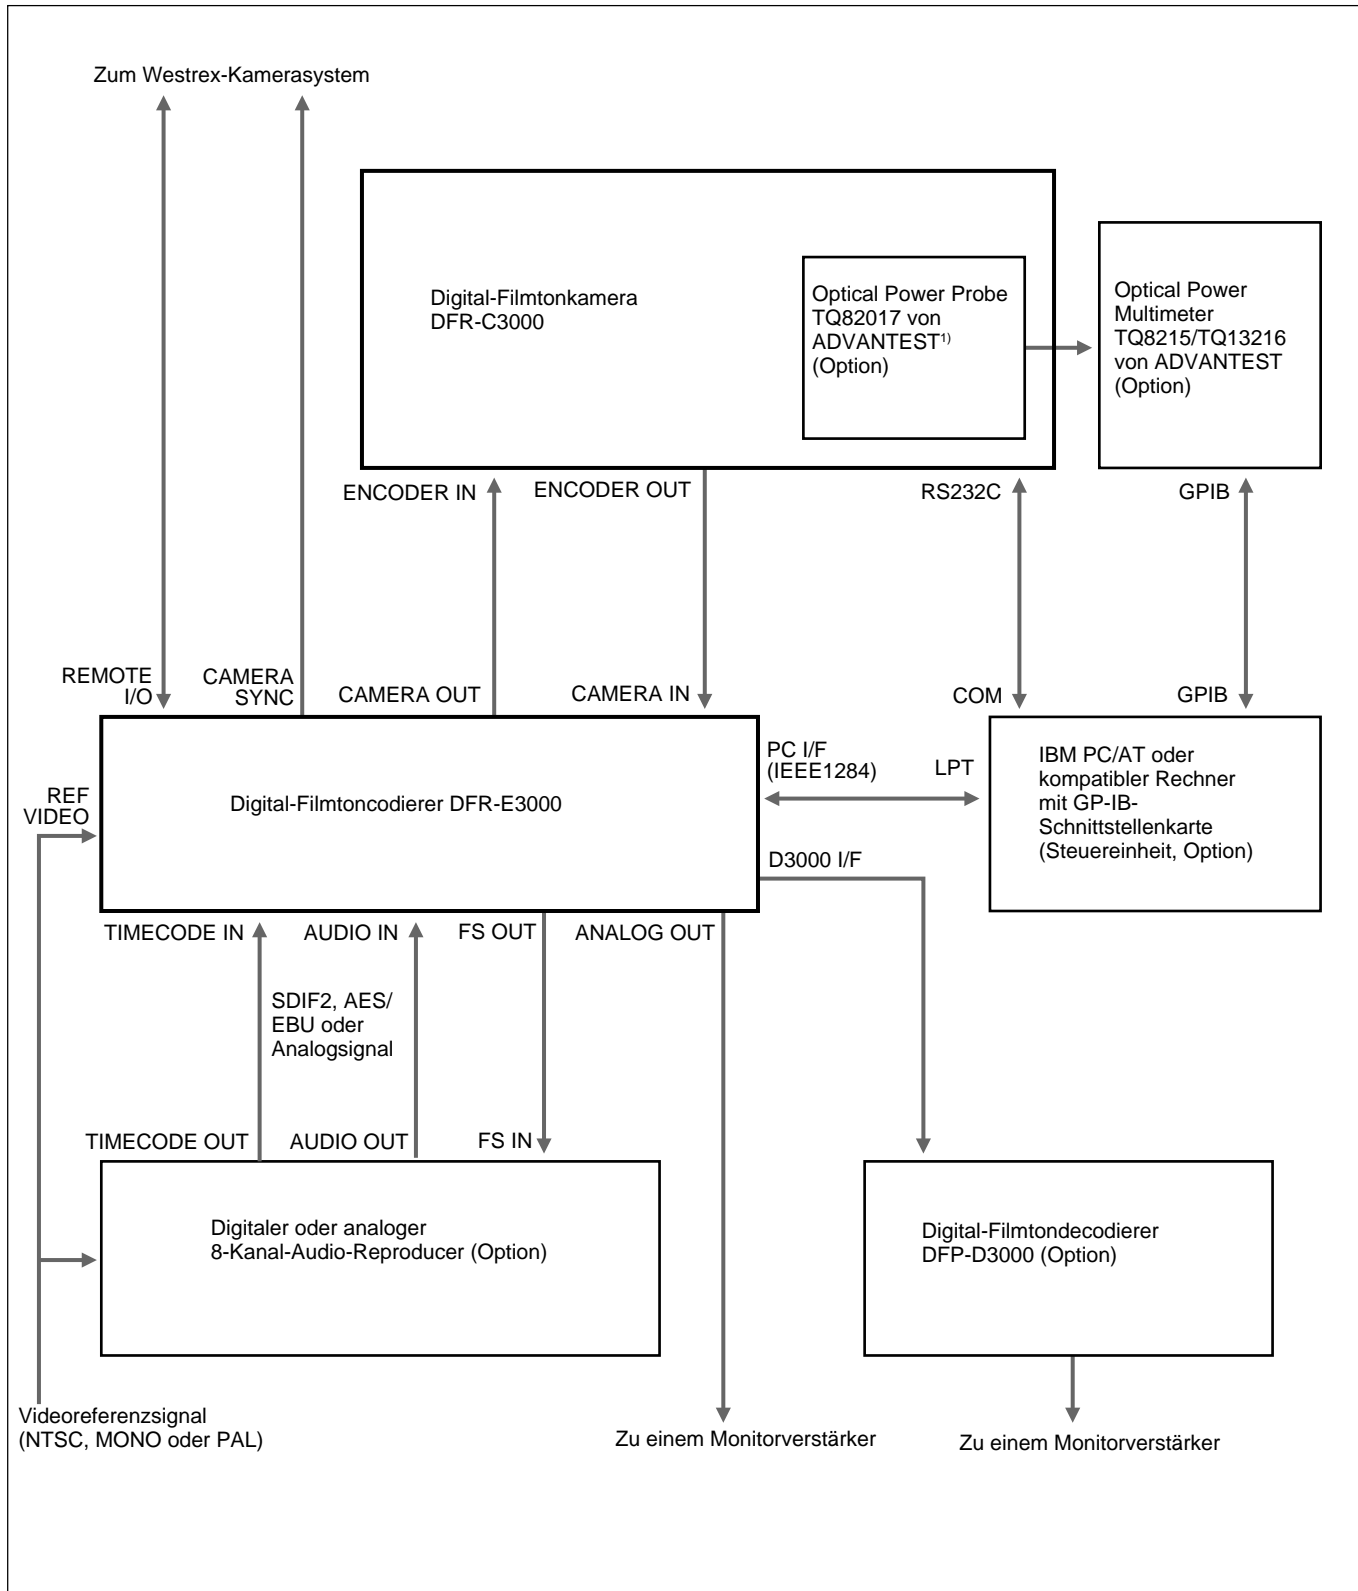 Zum Westrex-Kamerasystem
Digital-Filmtonkamera
DFR-C3000
Optical Power Probe
TQ82017 von
ADVANTEST1)
(Option)
Optical Power
Multimeter
TQ8215/TQ13216
von ADVANTEST
(Option)
ENCODER IN
ENCODER OUT
RS232C
GPIB
REMOTE
I/O
CAMERA
SYNC
CAMERA OUT
CAMERA IN
COM
GPIB
REF
VIDEO
Digital-Filmtoncodierer DFR-E3000
PC I/F
(IEEE1284)
LPT
IBM PC/AT oder
kompatibler Rechner
mit GP-IB-
Schnittstellenkarte
(Steuereinheit, Option)
D3000 I/F
TIMECODE IN
AUDIO IN
FS OUT
ANALOG OUT
SDIF2, AES/
EBU oder
Analogsignal
TIMECODE OUT
AUDIO OUT
FS IN
Digitaler oder analoger
8-Kanal-Audio-Reproducer (Option)
Digital-Filmtondecodierer
DFP-D3000 (Option)
Videoreferenzsignal
(NTSC, MONO oder PAL)
Zu einem Monitorverstärker
Zu einem Monitorverstärker